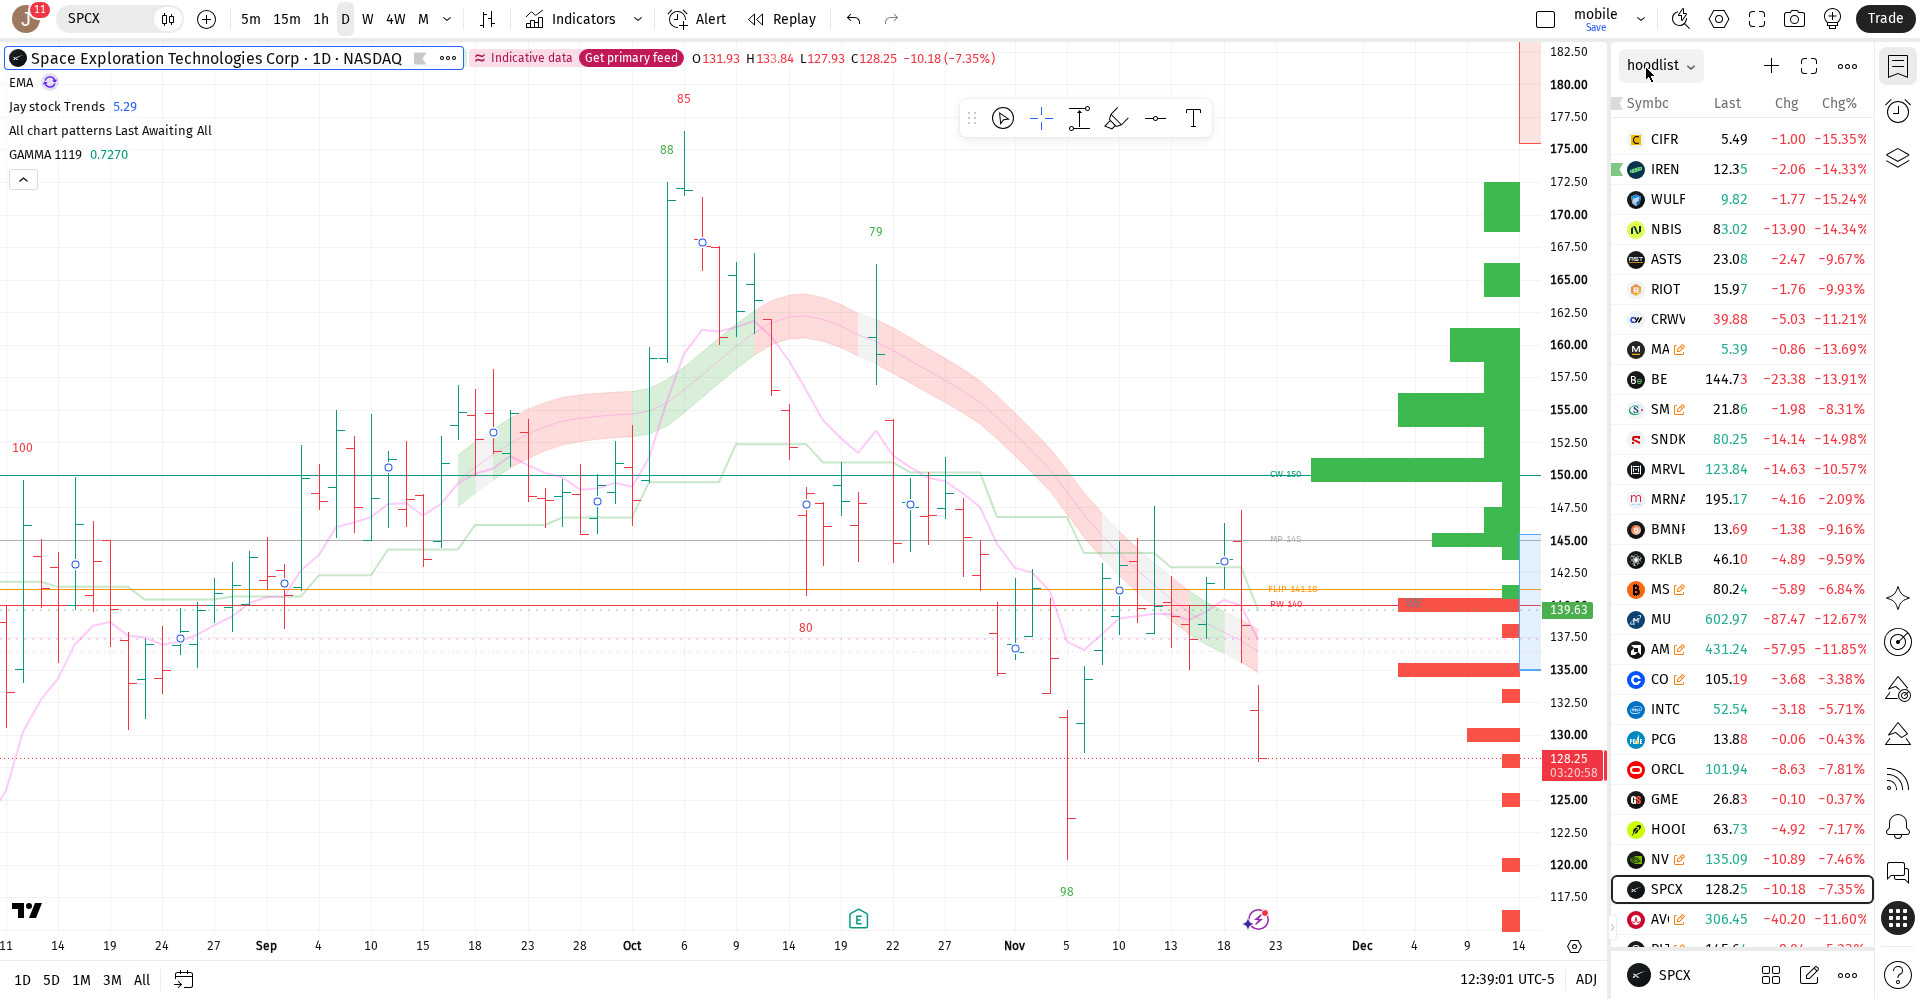 J 11 SPCX 5m 15m 1h D W 4W M Indicators Alert Replay mobile Save Trade
Space Exploration Technologies Corp · 1D · NASDAQ Indicative data Get primary feed O131.93 H133.84 L127.93 C128.25 −10.18 (−7.35%)
EMA
Jay stock Trends 5.29
All chart patterns Last Awaiting All
GAMMA 1119 0.7270
85
88
79
100
80
98
CW 150
MP 145
FLIP 141.18
PW 140
E
182.50
180.00
177.50
175.00
172.50
170.00
167.50
165.00
162.50
160.00
157.50
155.00
152.50
150.00
147.50
145.00
142.50
139.63
137.50
135.00
132.50
130.00
128.25
03:20:58
125.00
122.50
120.00
117.50
11 14 19 24 27 Sep 4 10 15 18 23 28 Oct 6 9 14 19 22 27 Nov 5 10 13 18 23 Dec 4 9 14
1D 5D 1M 3M All 12:39:01 UTC-5 ADJ
hoodlist
Symbc Last Chg Chg%
CIFR 5.49 −1.00 −15.35%
IREN 12.35 −2.06 −14.33%
WULF 9.82 −1.77 −15.24%
NBIS 83.02 −13.90 −14.34%
ASTS 23.08 −2.47 −9.67%
RIOT 15.97 −1.76 −9.93%
CRWV 39.88 −5.03 −11.21%
MA 5.39 −0.86 −13.69%
BE 144.73 −23.38 −13.91%
SM 21.86 −1.98 −8.31%
SNDK 80.25 −14.14 −14.98%
MRVL 123.84 −14.63 −10.57%
MRNA 195.17 −4.16 −2.09%
BMNR 13.69 −1.38 −9.16%
RKLB 46.10 −4.89 −9.59%
MS 80.24 −5.89 −6.84%
MU 602.97 −87.47 −12.67%
AM 431.24 −57.95 −11.85%
CO 105.19 −3.68 −3.38%
INTC 52.54 −3.18 −5.71%
PCG 13.88 −0.06 −0.43%
ORCL 101.94 −8.63 −7.81%
GME 26.83 −0.10 −0.37%
HOOD 63.73 −4.92 −7.17%
NV 135.09 −10.89 −7.46%
SPCX 128.25 −10.18 −7.35%
AV 306.45 −40.20 −11.60%
SPCX